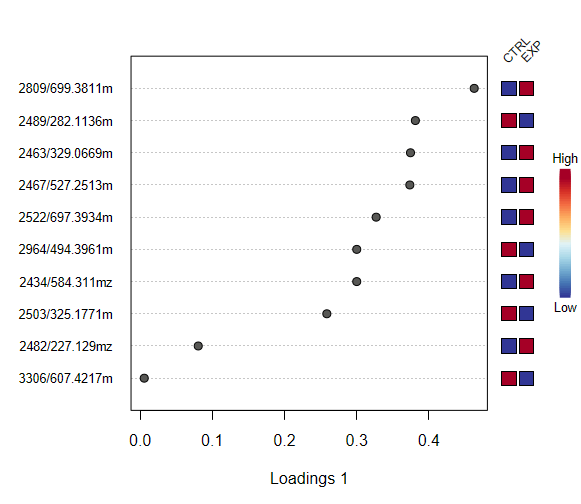 CTRL
EXP
2809/699.3811m
2489/282.1136m
2463/329.0669m
2467/527.2513m
2522/697.3934m
2964/494.3961m
2434/584.311mz
2503/325.1771m
2482/227.129mz
3306/607.4217m
High
Low
0.0 0.1 0.2 0.3 0.4
Loadings 1